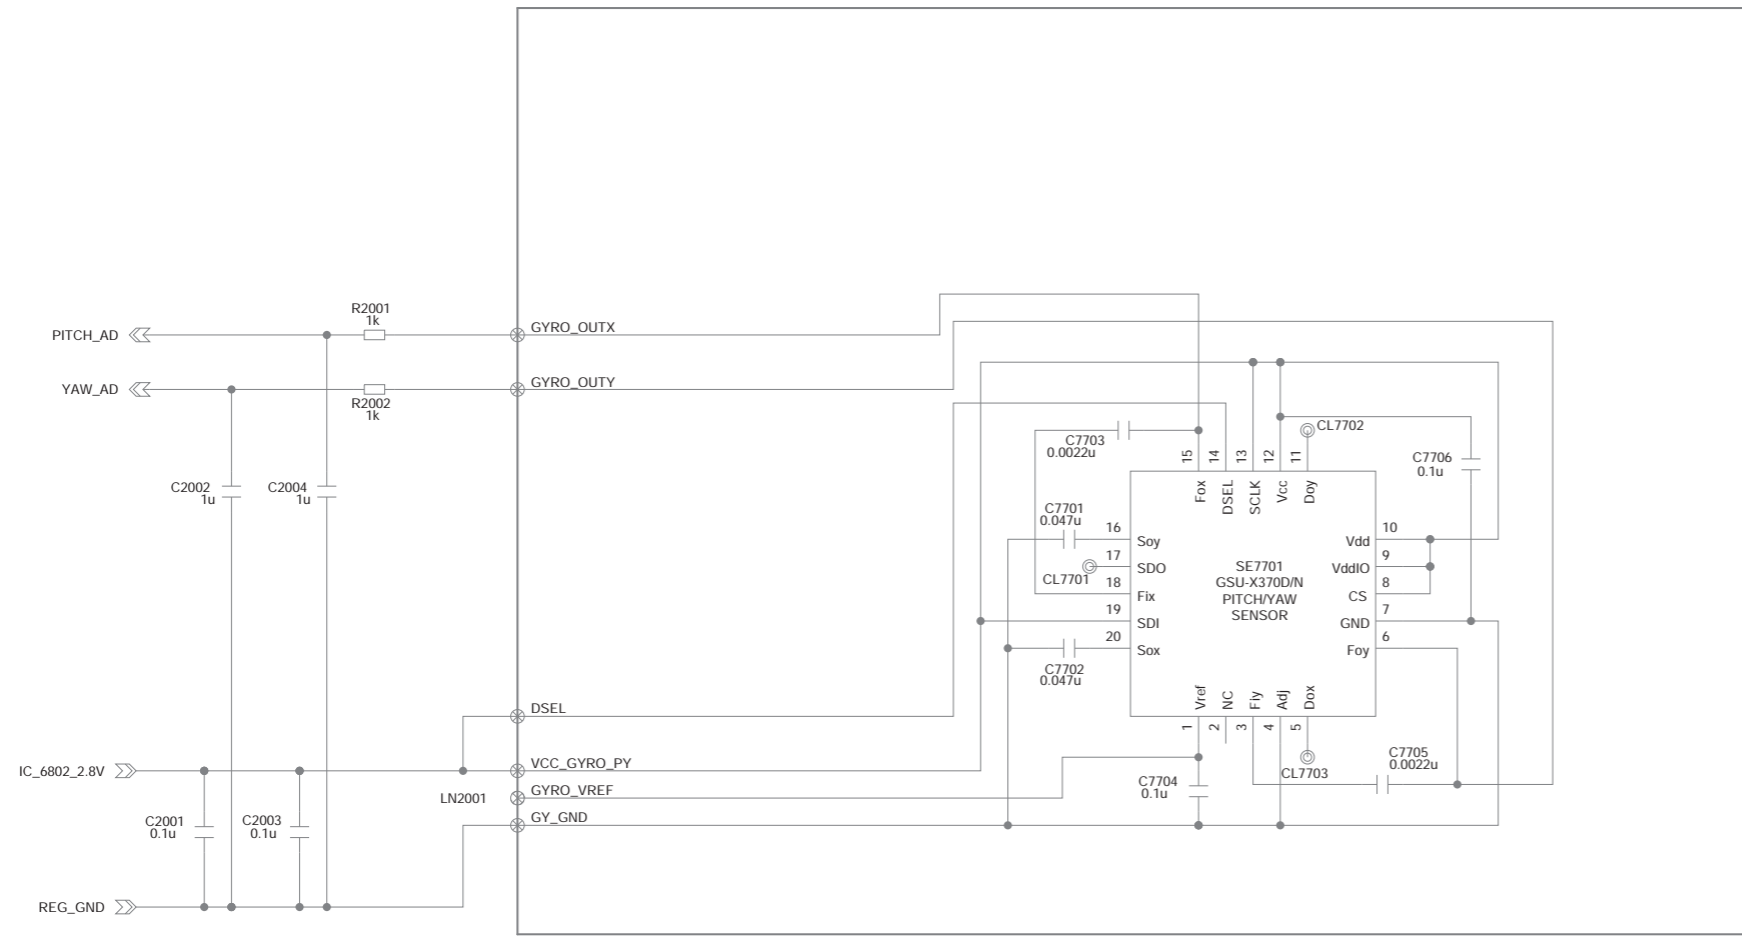 R2001
1k
PITCH_AD
GYRO_OUTX
YAW_AD
GYRO_OUTY
R2002
1k
C2002
1u
C2004
1u
C7703
0.0022u
CL7702
C7706
0.1u
15
14
13
12
11
Fox
DSEL
SCLK
Vcc
Doy
C7701
0.047u
16
Soy
17
SDO
CL7701
18
Fix
19
SDI
20
Sox
C7702
0.047u
SE7701
GSU-X370D/N
PITCH/YAW
SENSOR
10
Vdd
9
VddIO
8
CS
7
GND
6
Foy
Vref
NC
Fiy
Adj
Dox
1
2
3
4
5
CL7703
C7705
0.0022u
C7704
0.1u
DSEL
IC_6802_2.8V
VCC_GYRO_PY
LN2001
GYRO_VREF
GY_GND
C2001
0.1u
C2003
0.1u
REG_GND